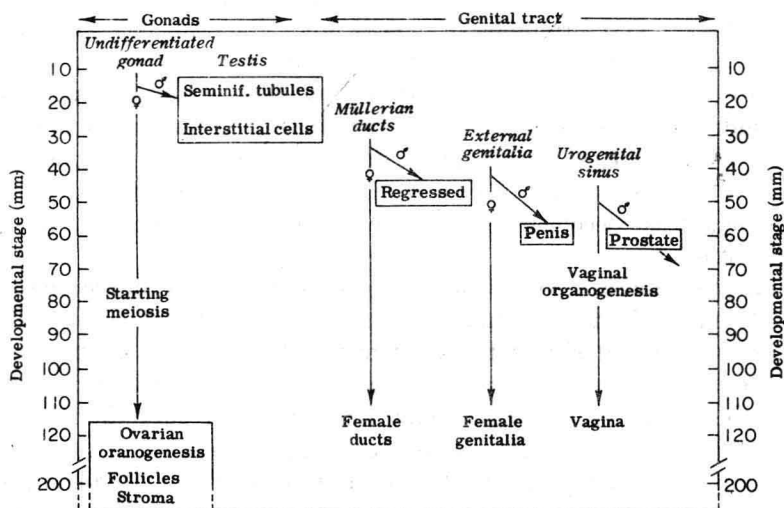 Gonads
Genital tract
Undifferentiated
gonad
Testis
♂
♀
Seminif. tubules
Interstitial cells
Müllerian
ducts
♂
♀
Regressed
External
genitalia
♂
♀
Penis
Urogenital
sinus
♂
Prostate
Vaginal
organogenesis
Starting
meiosis
Ovarian
oranogenesis
Follicles
Stroma
Female
ducts
Female
genitalia
Vagina
Developmental stage (mm)
10
20
30
40
50
60
70
80
90
100
110
120
200
10
20
30
40
50
60
70
80
90
100
110
120
200
Developmental stage (mm)